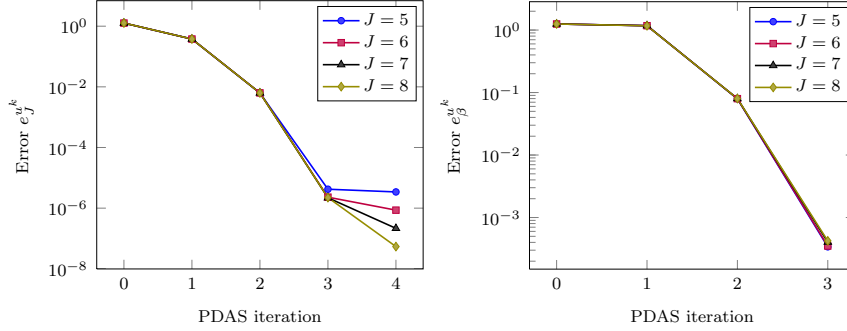 10^0
10^{-2}
10^{-4}
10^{-6}
10^{-8}
Error e_J^{u^k}
0 1 2 3 4
PDAS iteration
J = 5
J = 6
J = 7
J = 8
10^0
10^{-1}
10^{-2}
10^{-3}
Error e_β^{u^k}
0 1 2 3
PDAS iteration
J = 5
J = 6
J = 7
J = 8